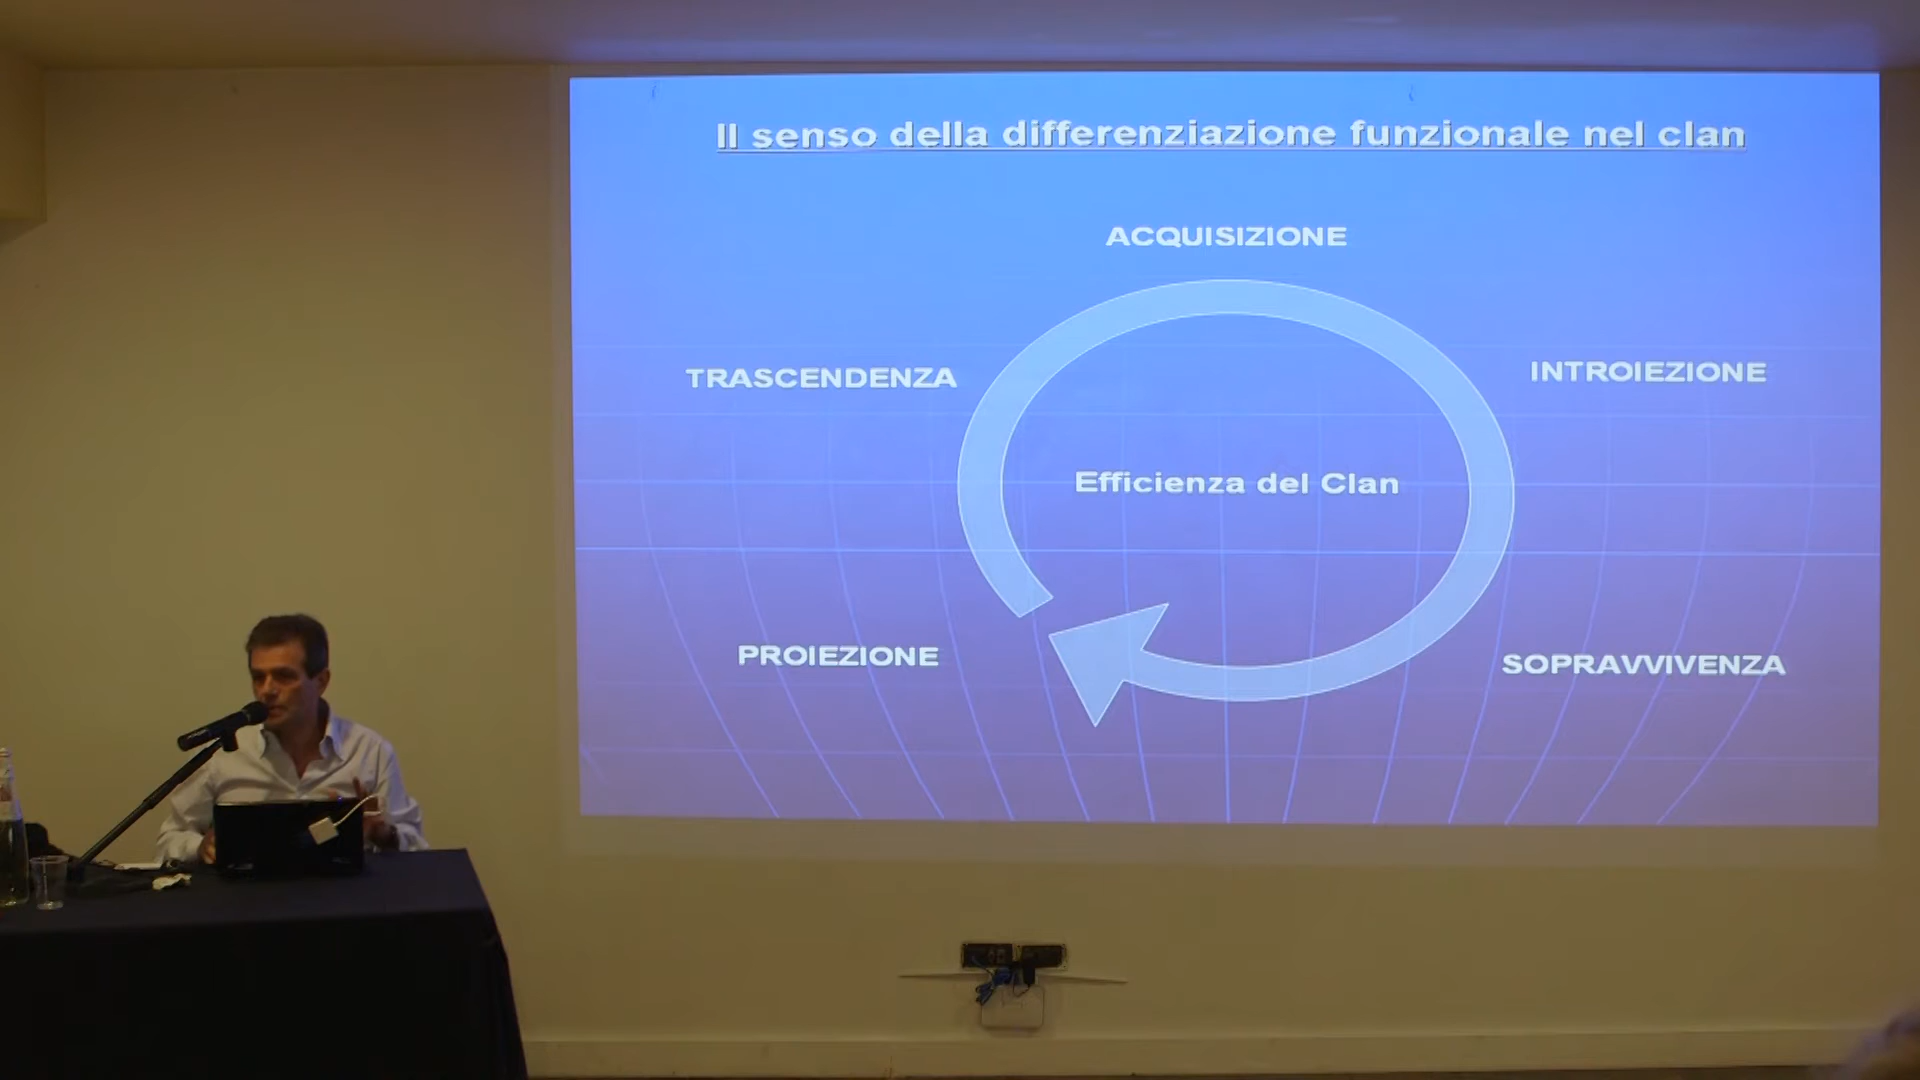 Il senso della differenziazione funzionale nel clan
ACQUISIZIONE
TRASCENDENZA
INTROIEZIONE
Efficienza del Clan
PROIEZIONE
SOPRAVVIVENZA